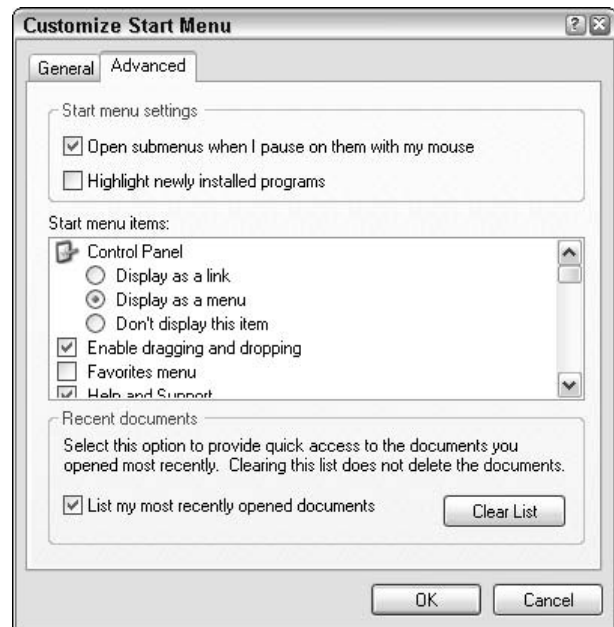 Customize Start Menu
General Advanced
Start menu settings
Open submenus when I pause on them with my mouse
Highlight newly installed programs
Start menu items:
Control Panel
Display as a link
Display as a menu
Don't display this item
Enable dragging and dropping
Favorites menu
Help and Support
Recent documents
Select this option to provide quick access to the documents you
opened most recently. Clearing this list does not delete the documents.
List my most recently opened documents
Clear List
OK Cancel